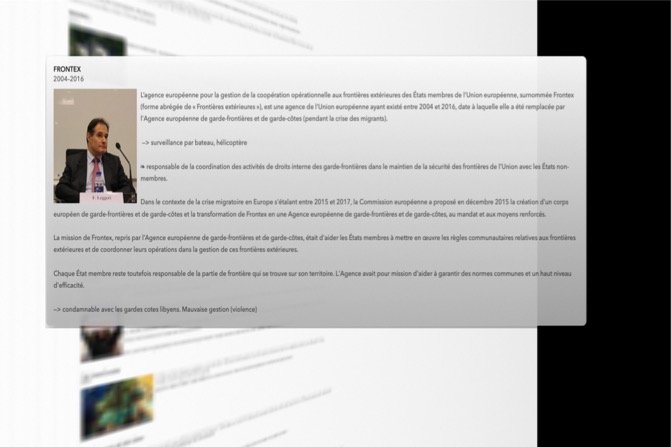 FRONTEX
2004-2016
L'agence européenne pour la gestion de la coopération opérationnelle aux frontières extérieures des États membres de l'Union européenne, surnommée Frontex
(forme abrégée de « Frontières extérieures »), est une agence de l'Union européenne ayant existé entre 2004 et 2016, date à laquelle elle a été remplacée par
l'Agence européenne de garde-frontières et de garde-côtes (pendant la crise des migrants).
–> surveillance par bateau, hélicoptère
responsable de la coordination des activités de droits interne des garde-frontières dans le maintien de la sécurité des frontières de l'Union avec les États non-
membres.
Dans le contexte de la crise migratoire en Europe s'étalant entre 2015 et 2017, la Commission européenne a proposé en décembre 2015 la création d'un corps
européen de garde-frontières et de garde-côtes et la transformation de Frontex en une Agence européenne de garde-frontières et de garde-côtes, au mandat et aux moyens renforcés.
La mission de Frontex, repris par l'Agence européenne de garde-frontières et de garde-côtes, était d'aider les États membres à mettre en œuvre les règles communautaires relatives aux frontières
extérieures et de coordonner leurs opérations dans la gestion de ces frontières extérieures.
Chaque État membre reste toutefois responsable de la partie de frontière qui se trouve sur son territoire. L'Agence avait pour mission d'aider à garantir des normes communes et un haut niveau
d'efficacité.
–> condamnable avec les gardes cotes libyens. Mauvaise gestion (violence)